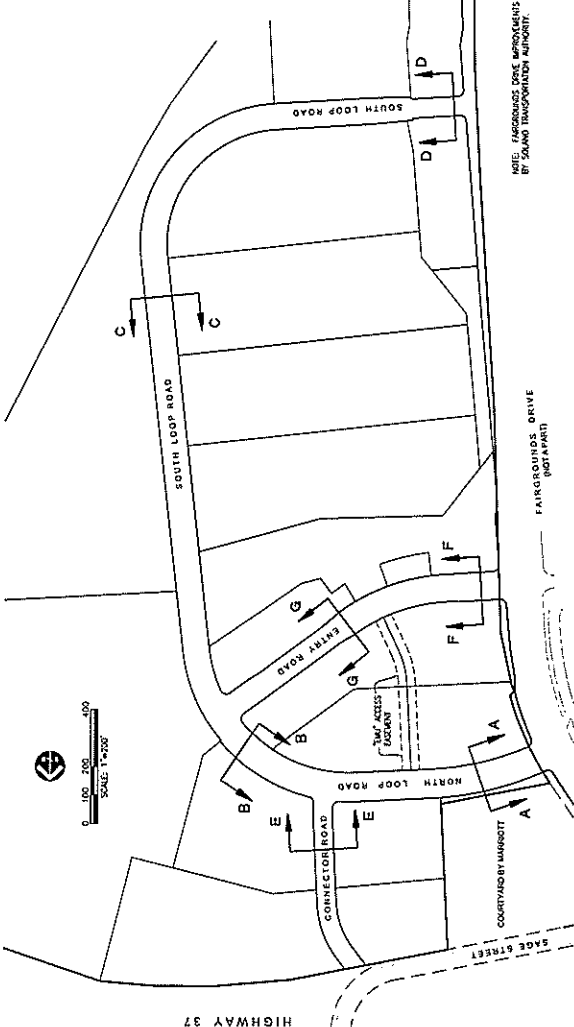 NOTE: FAIRGROUNDS DRIVE IMPROVEMENTS
BY SOLANO TRANSPORTATION AUTHORITY.
D
D
SOUTH LOOP ROAD
C
C
SOUTH LOOP ROAD
FAIRGROUNDS DRIVE
(NOT A PART)
F
F
G
G
ENTRY ROAD
"EMU" ACCESS
EASEMENT
0 100 200 400
SCALE: 1"=200'
B
B
A
A
NORTH LOOP ROAD
E
E
CONNECTOR ROAD
COURTYARD BY MARRIOTT
SAGE STREET
HIGHWAY 37